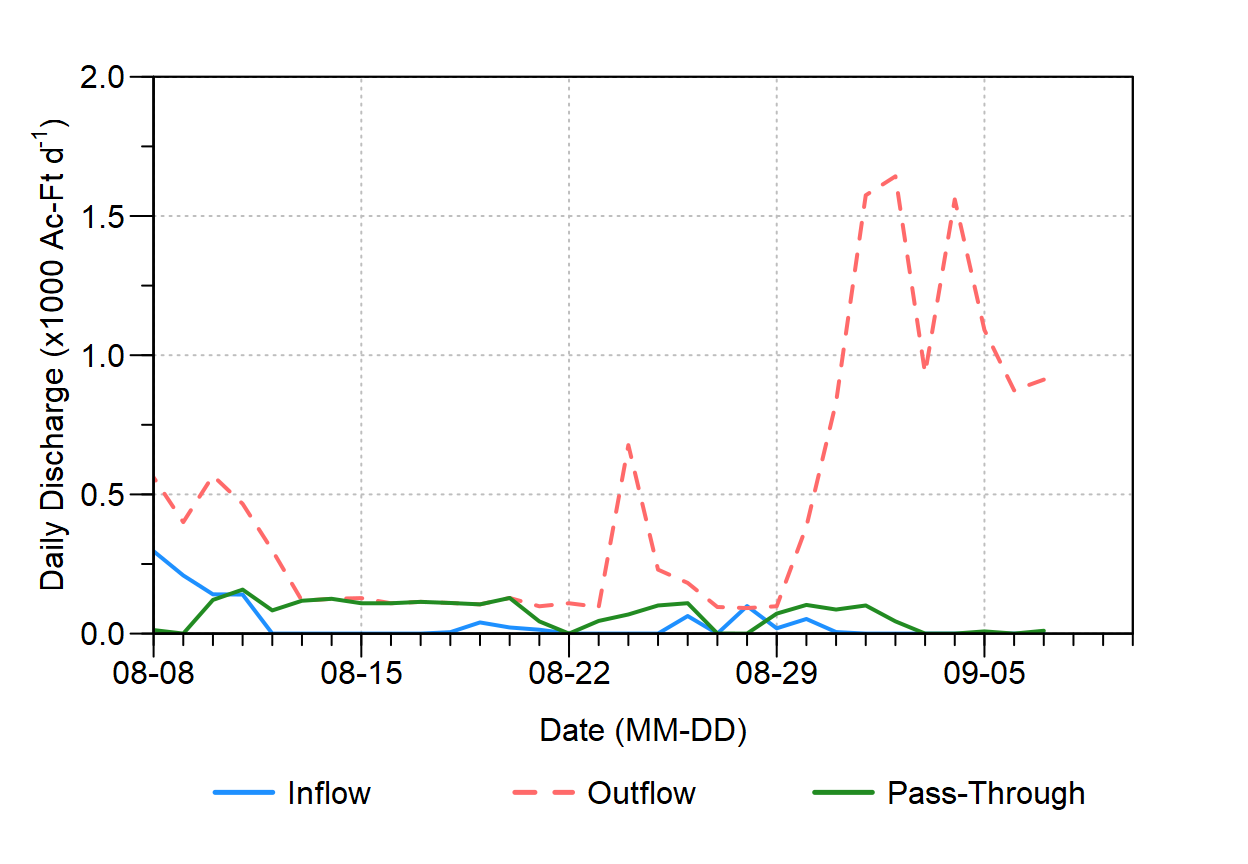 2.0
1.5
1.0
0.5
0.0
Daily Discharge (x1000 Ac-Ft d⁻¹)
08-08 08-15 08-22 08-29 09-05
Date (MM-DD)
Inflow Outflow Pass-Through